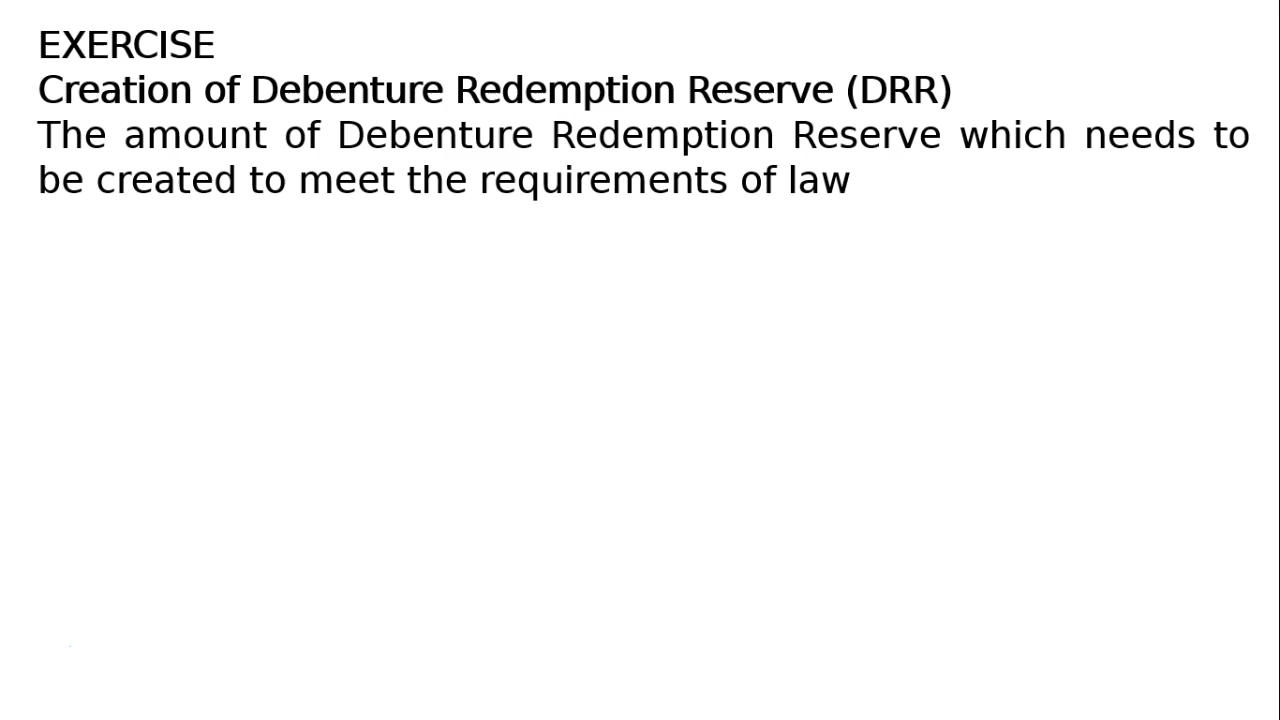 EXERCISE
Creation of Debenture Redemption Reserve (DRR)
The amount of Debenture Redemption Reserve which needs to
be created to meet the requirements of law